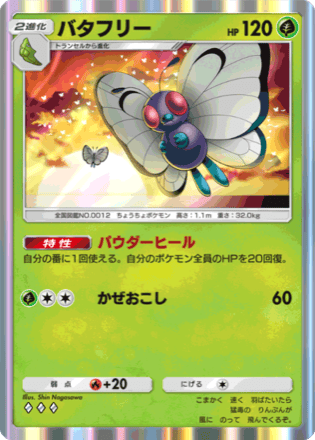 2進化 バタフリー HP 120
トランセルから進化
全国図鑑NO.0012 ちょうちょポケモン 高さ：1.1m 重さ：32.0kg
特性 パウダーヒール
自分の番に1回使える。自分のポケモン全員のHPを20回復。
かぜおこし 60
弱点 +20 にげる
Illus. Shin Nagasawa
こまかく 速く 羽ばたいたら
猛毒の りんぷんが
風に のって 飛んでくるぞ。